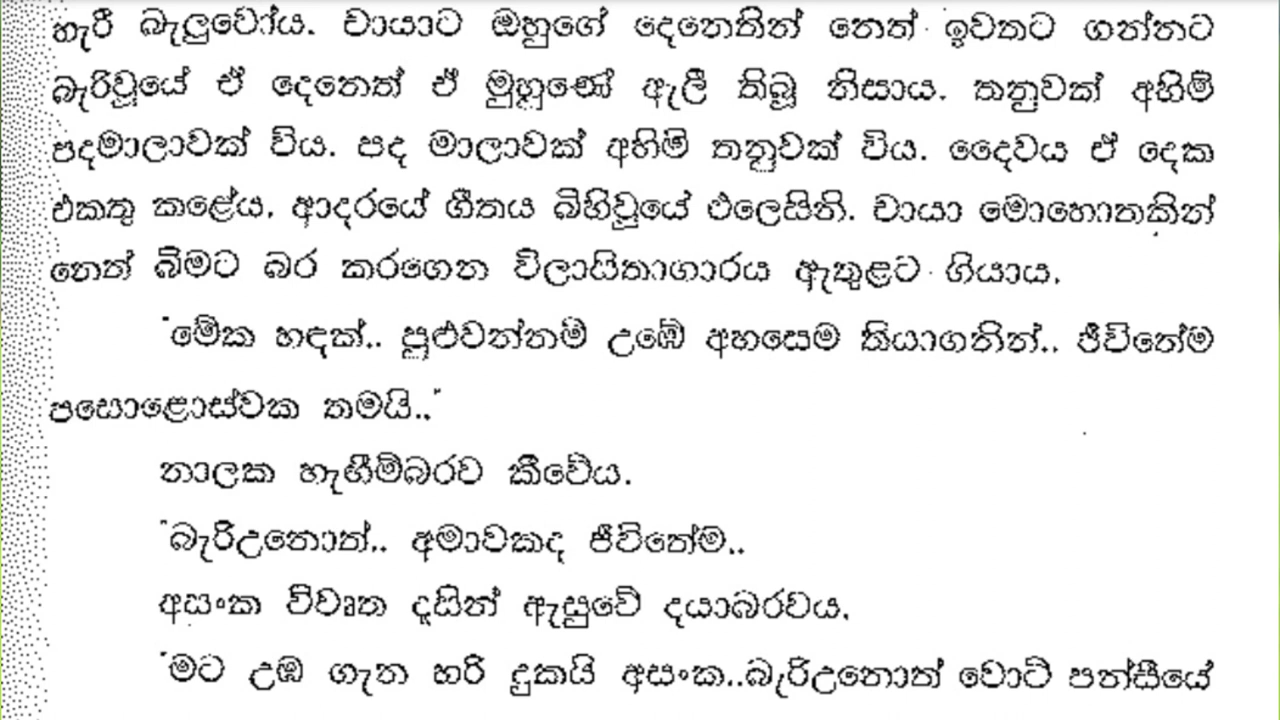 හැරී බැලුවෝය. චායාට ඔහුගේ දෙනෙතින් නෙත් ඉවතට ගන්නට
බැරිවූයේ ඒ දෙනෙත් ඒ මුහුණේ ඇලී තිබූ නිසාය. තනුවක් අහිමි
පදමාලාවක් විය. පද මාලාවක් අහිමි තනුවක් විය. දෛවය ඒ දෙක
එකතු කළේය. ආදරයේ ගීතය බිහිවූයේ එලෙසිනි. චායා මොහොතකින්
නෙත් බිමට බර කරගෙන විලායිතාගාරය ඇතුළට ගියාය.
"මේක හඳක්.. පුළුවන්නම් උඹේ අහසෙම තියාගනින්.. ජීවිතේම
පසොළොස්වක තමයි.."
නාලක හැඟීම්බරව කීවේය.
"බැරිඋනොත්.. අමාවකද ජීවිතේම..
අසංක විවෘත දෑසින් ඇසුවේ දයාබරවය.
"මට උඹ ගැන හරි දුකයි අසංක..බැරිඋනොත් වොට් පන්සීයේ